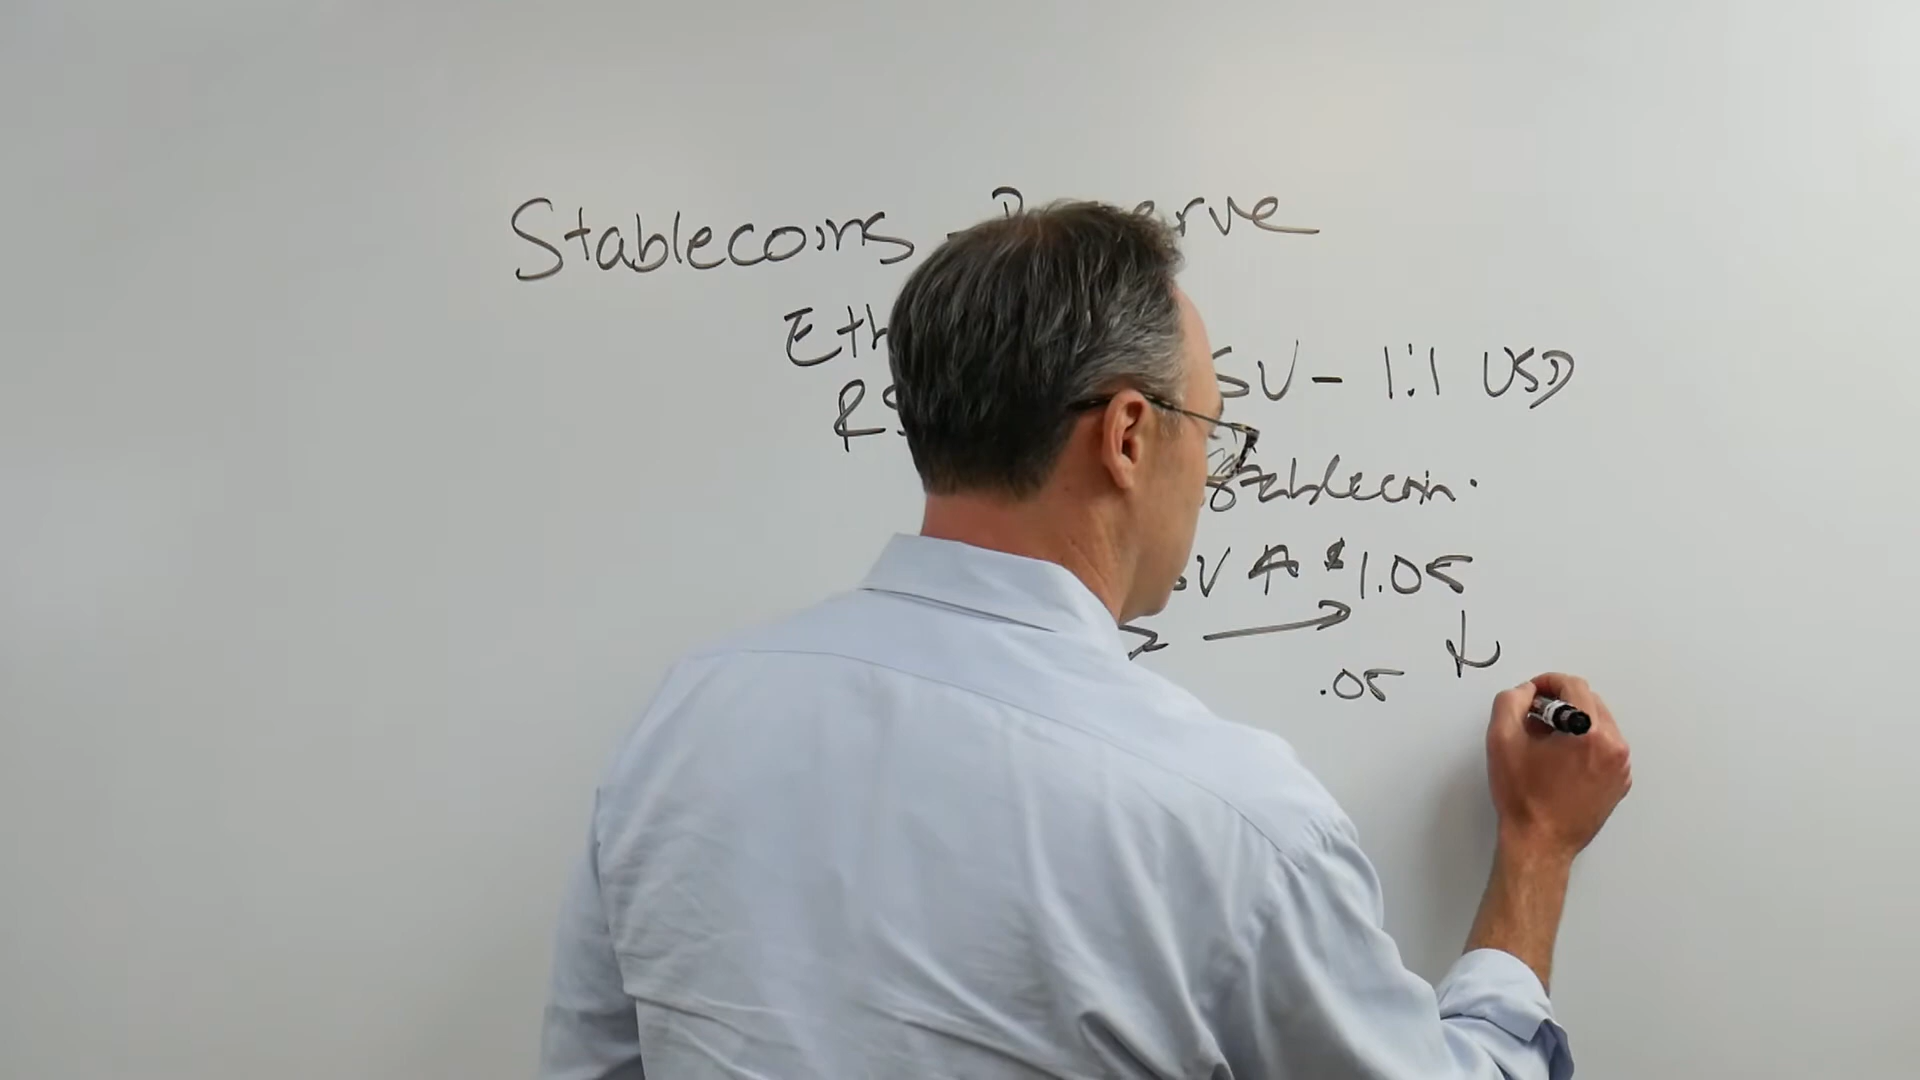 Stablecoins - Reserve
Eth
RS SV - 1:1 USD
stablecoin.
SV A $1.05
.05